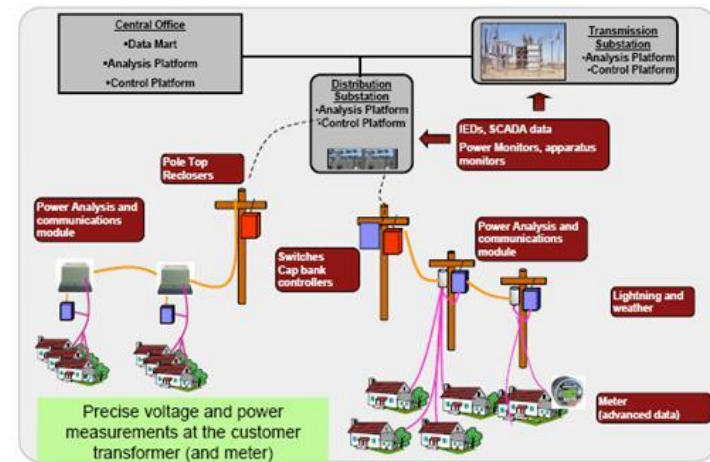 Central Office
•Data Mart
•Analysis Platform
•Control Platform
Transmission
Substation
•Analysis Platform
•Control Platform
Distribution
Substation
•Analysis Platform
•Control Platform
IEDs, SCADA data
Power Monitors, apparatus
monitors
Pole Top
Reclosers
Power Analysis and
communications
module
Switches
Cap bank
controllers
Power Analysis and
communications
module
Lightning and
weather
Meter
(advanced data)
Precise voltage and power
measurements at the customer
transformer (and meter)